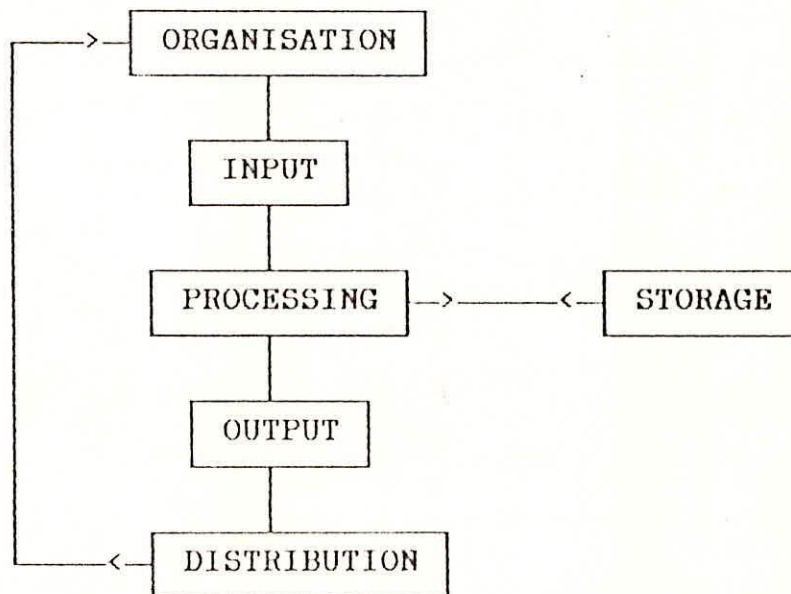 ORGANISATION
INPUT
PROCESSING
STORAGE
OUTPUT
DISTRIBUTION